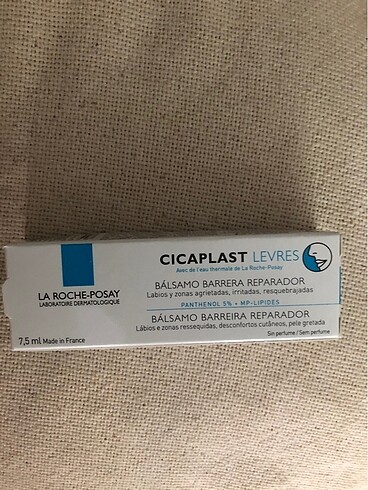 LA ROCHE-POSAY
LABORATOIRE DERMATOLOGIQUE
7,5 ml Made in France
CICAPLAST LEVRES
Avec de l'eau thermale de La Roche-Posay
BÁLSAMO BARRERA REPARADOR
Labios y zonas agrietadas, irritadas, resquebrajadas
PANTHENOL 5% - MP-LIPIDES
BÁLSAMO BARREIRA REPARADOR
Lábios e zonas ressequidas, desconfortos cutâneos, pele gretada
Sin perfume / Sem perfume